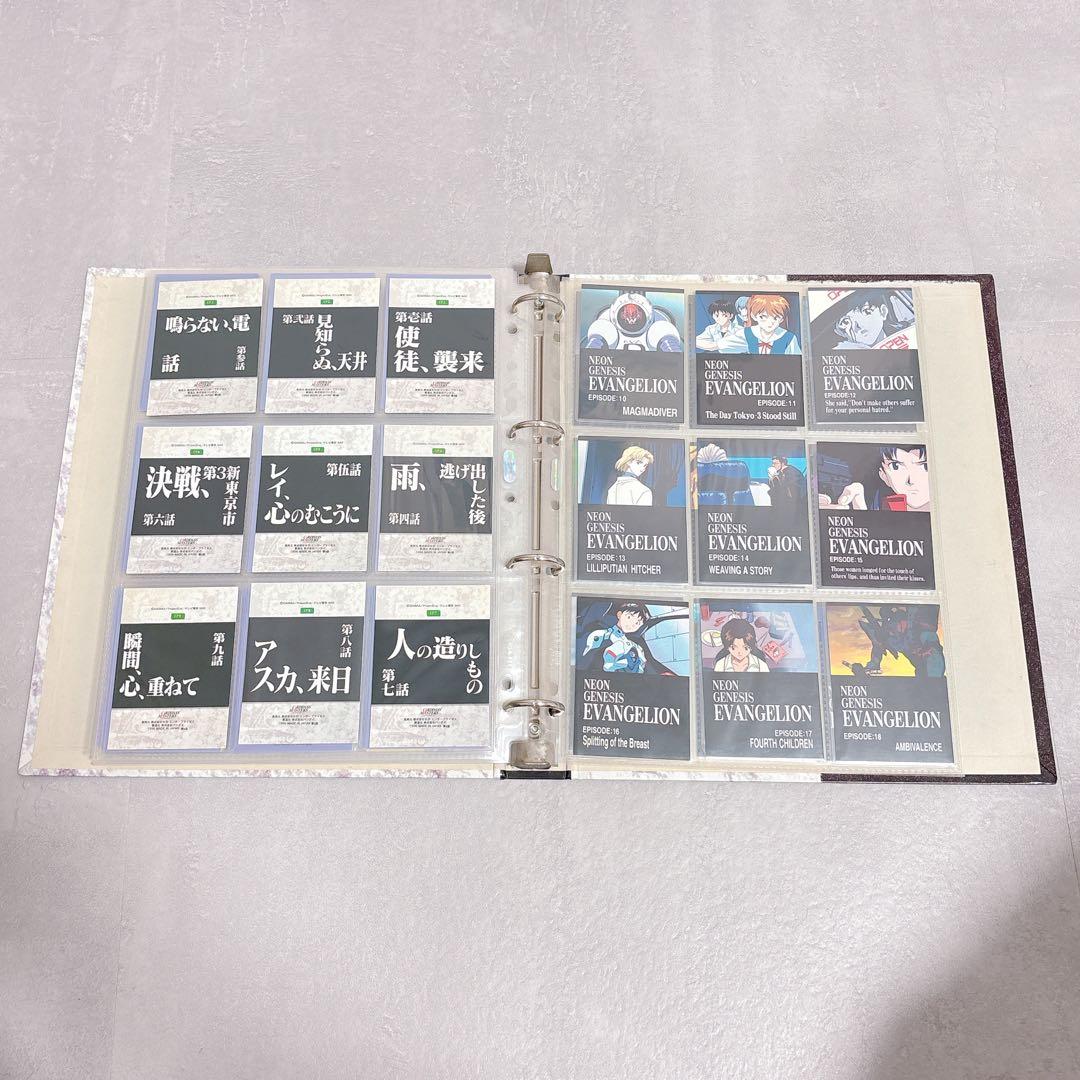 鳴らない、電話
第参話
第弐話
見知らぬ、天井
第壱話
使徒、襲来
決戦、第3新東京市
第六話
第伍話
レイ、心のむこうに
雨、逃げ出した後
第四話
第九話
瞬間、心、重ねて
第八話
アスカ、来日
人の造りしもの
第七話
NEON
GENESIS
EVANGELION
EPISODE:10
MAGMADIVER
NEON
GENESIS
EVANGELION
EPISODE:11
The Day Tokyo-3 Stood Still
NEON
GENESIS
EVANGELION
EPISODE:12
She said, "Don't make others suffer
for your personal hatred."
NEON
GENESIS
EVANGELION
EPISODE:13
LILLIPUTIAN HITCHER
NEON
GENESIS
EVANGELION
EPISODE:14
WEAVING A STORY
NEON
GENESIS
EVANGELION
EPISODE:15
Those women longed for the touch of
others' lips, and thus invited their kisses.
NEON
GENESIS
EVANGELION
EPISODE:16
Splitting of the Breast
NEON
GENESIS
EVANGELION
EPISODE:17
FOURTH CHILDREN
NEON
GENESIS
EVANGELION
EPISODE:18
AMBIVALENCE